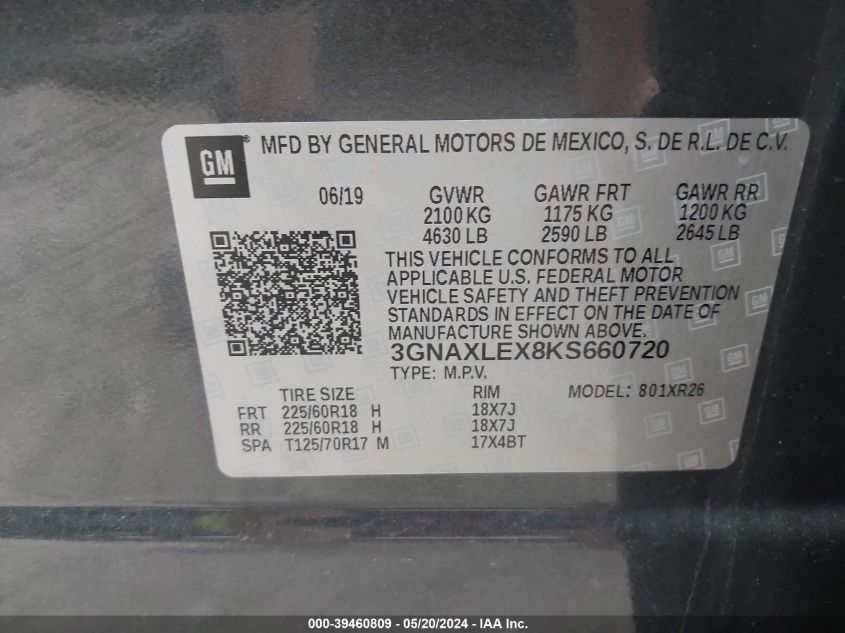 GM ® MFD BY GENERAL MOTORS DE MEXICO, S. DE R.L. DE C.V.
06/19 GVWR GAWR FRT GAWR RR
2100 KG 1175 KG 1200 KG
4630 LB 2590 LB 2645 LB
THIS VEHICLE CONFORMS TO ALL
APPLICABLE U.S. FEDERAL MOTOR
VEHICLE SAFETY AND THEFT PREVENTION
STANDARDS IN EFFECT ON THE DATE OF
MANUFACTURE SHOWN ABOVE.
3GNAXLEX8KS660720
TYPE: M.P.V.
TIRE SIZE RIM MODEL: 801XR26
FRT 225/60R18 H 18X7J
RR 225/60R18 H 18X7J
SPA T125/70R17 M 17X4BT
000-39460809 - 05/20/2024 - IAA Inc.